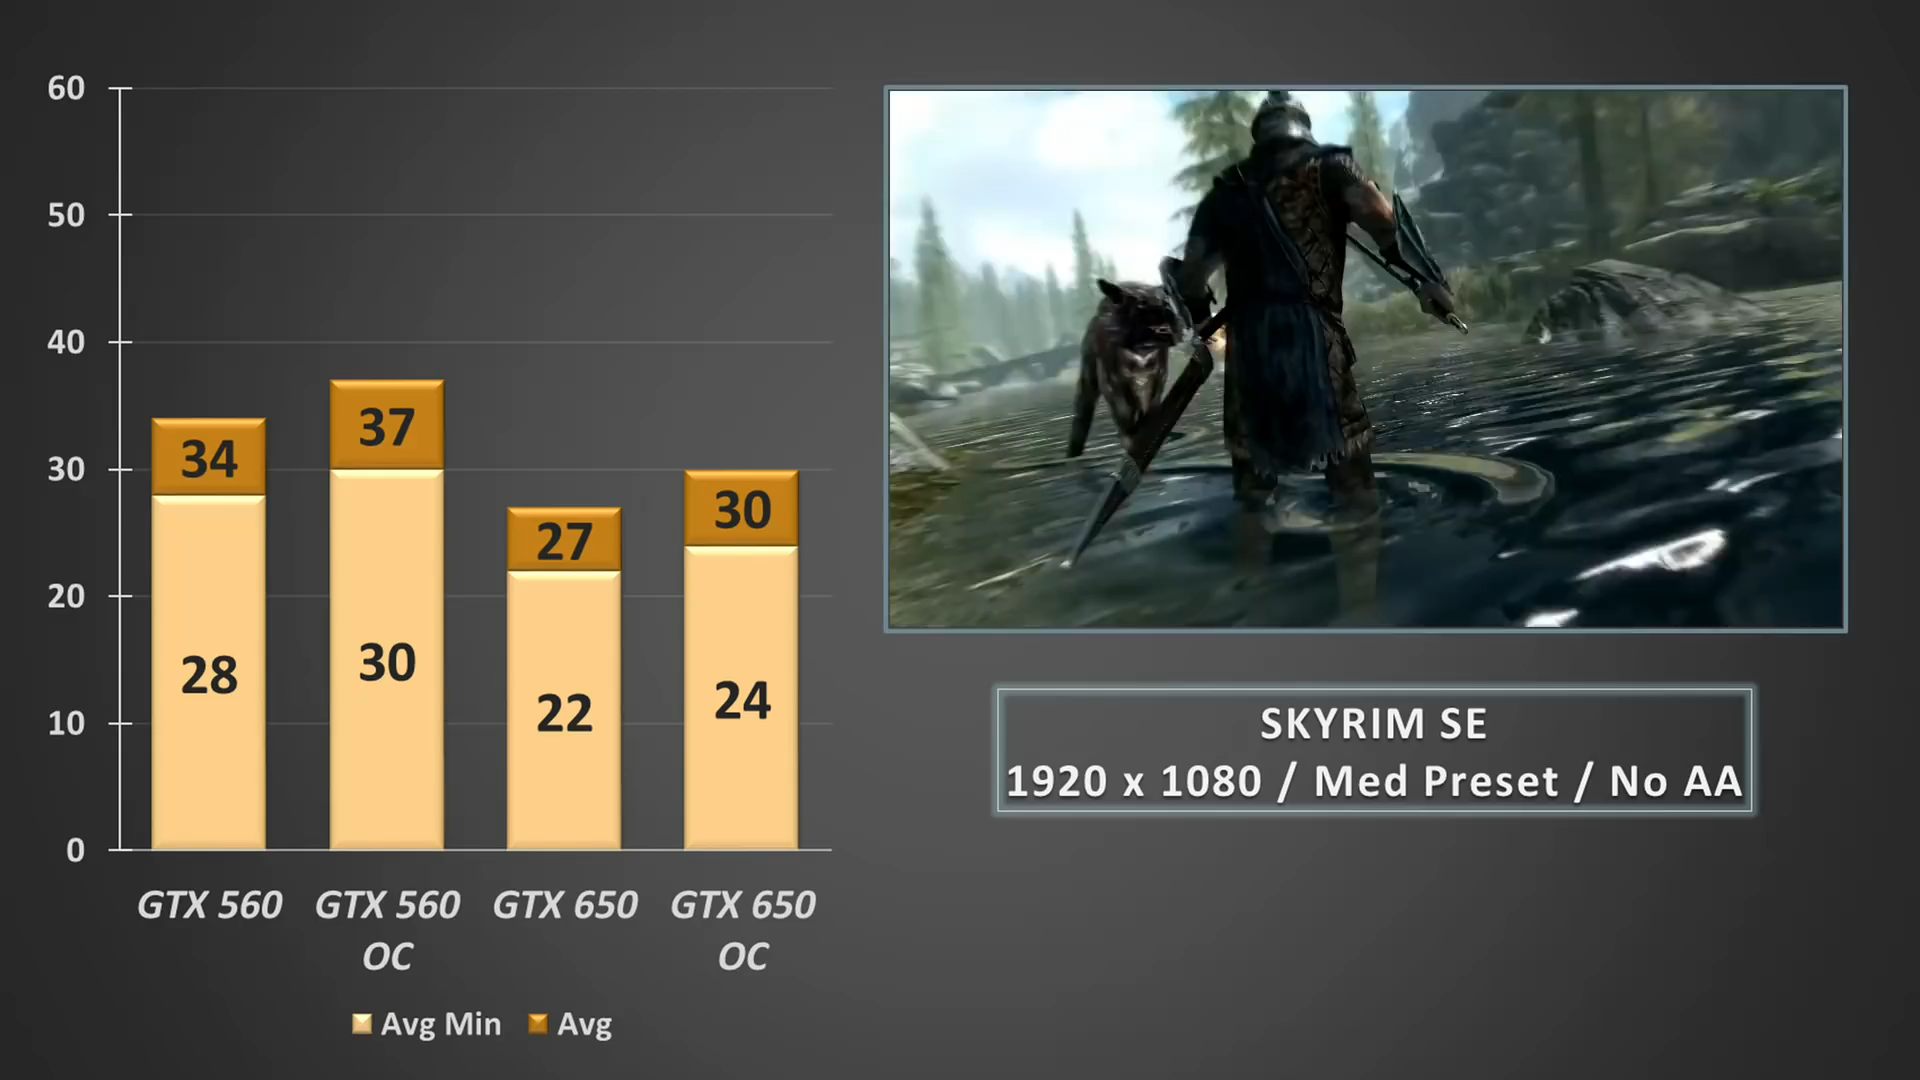 60
50
40
30
20
10
0
34
28
37
30
27
22
30
24
GTX 560
GTX 560 OC
GTX 650
GTX 650 OC
Avg Min
Avg
SKYRIM SE
1920 x 1080 / Med Preset / No AA